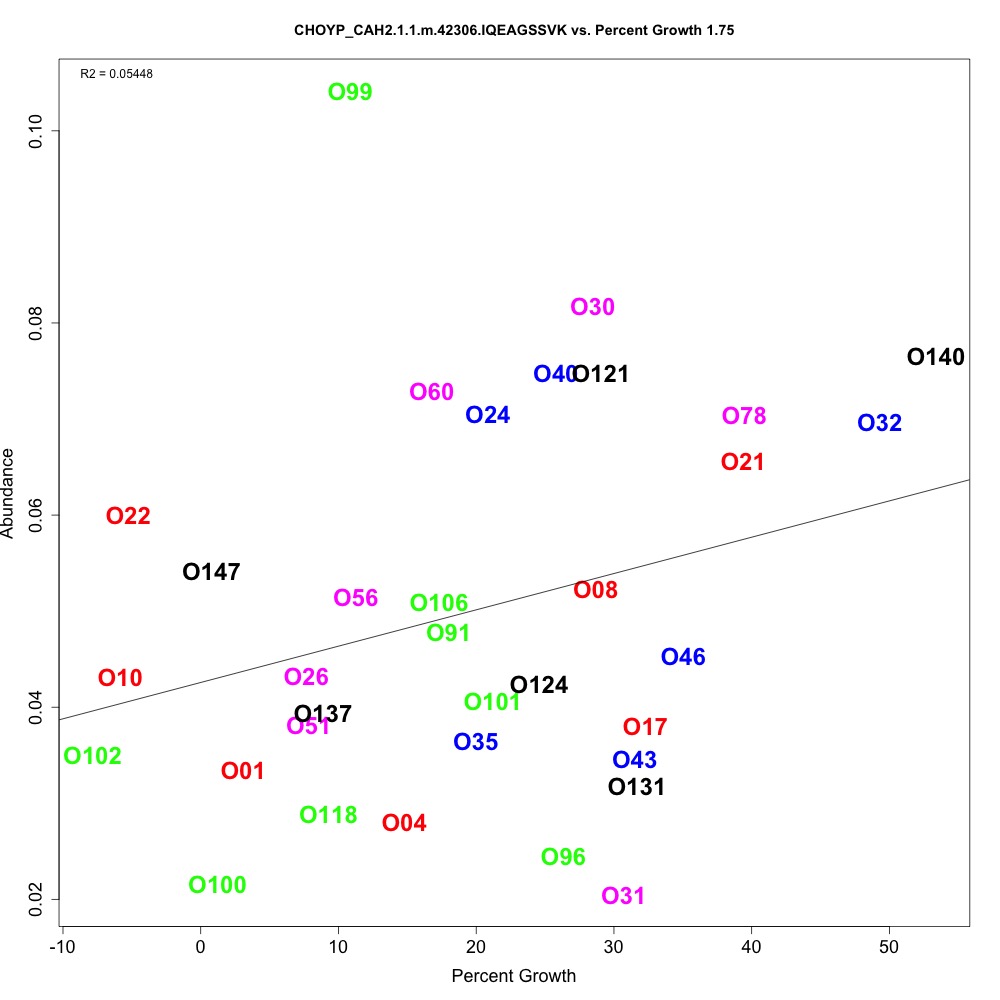 CHOYP_CAH2.1.1.m.42306.IQEAGSSVK vs. Percent Growth 1.75
R2 = 0.05448
O99
0.10
O30
0.08
O140
O40 O121
O60
O78
O24
O32
O21
O22
0.06
O147
O08
O56
O106
O91
O46
O10
O26
O124
O101
O137
0.04
O51
O17
O35
O102
O43
O01
O131
O118
O04
O96
O100
O31
0.02
Abundance
-10 0 10 20 30 40 50
Percent Growth